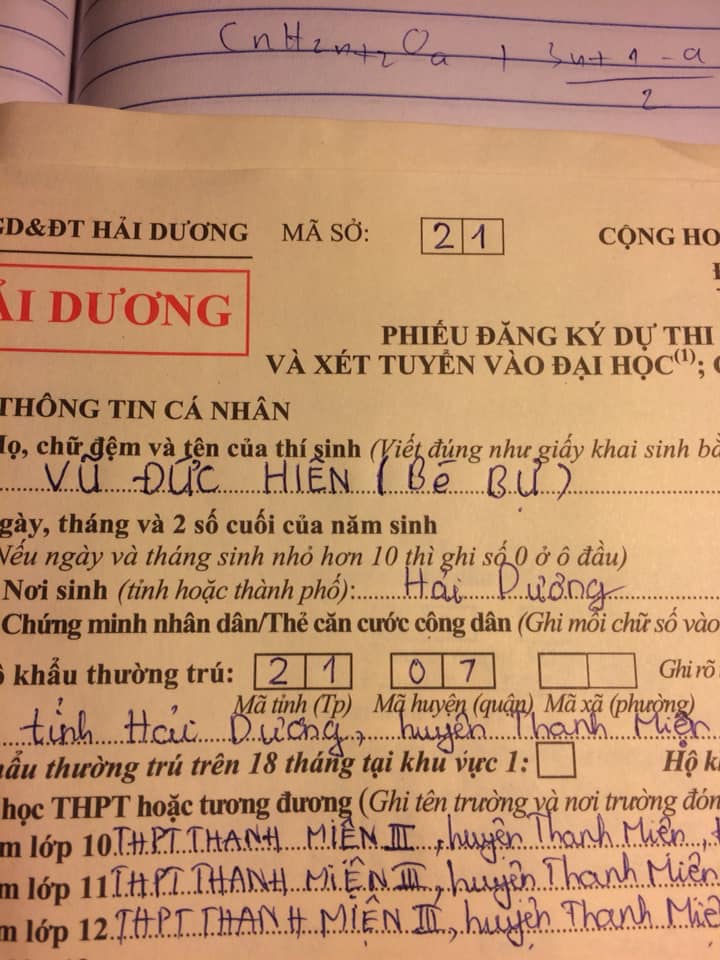 CnH2n+2Oa + 3n+1-a
2
GD&ĐT HẢI DƯƠNG MÃ SỞ: 21 CỘNG HO
ẢI DƯƠNG
PHIẾU ĐĂNG KÝ DỰ THI
VÀ XÉT TUYỂN VÀO ĐẠI HỌC(1);
THÔNG TIN CÁ NHÂN
Họ, chữ đệm và tên của thí sinh (Viết đúng như giấy khai sinh bằ
VŨ ĐỨC HIỂN (Bé Bự)
gày, tháng và 2 số cuối của năm sinh
Nếu ngày và tháng sinh nhỏ hơn 10 thì ghi số 0 ở ô đầu)
Nơi sinh (tỉnh hoặc thành phố): Hải Dương
Chứng minh nhân dân/Thẻ căn cước công dân (Ghi mỗi chữ số vào
ộ khẩu thường trú: 21 07 Ghi rõ
Mã tỉnh (Tp) Mã huyện (quận) Mã xã (phường)
tỉnh Hải Dương, huyện Thanh Miện
hẩu thường trú trên 18 tháng tại khu vực 1: Hộ k
học THPT hoặc tương đương (Ghi tên trường và nơi trường đón
m lớp 10 THPT THANH MIỆN III, huyện Thanh Miện,
m lớp 11 THPT THANH MIỆN III, huyện Thanh Miện
m lớp 12 THPT THANH MIỆN III, huyện Thanh Miệ